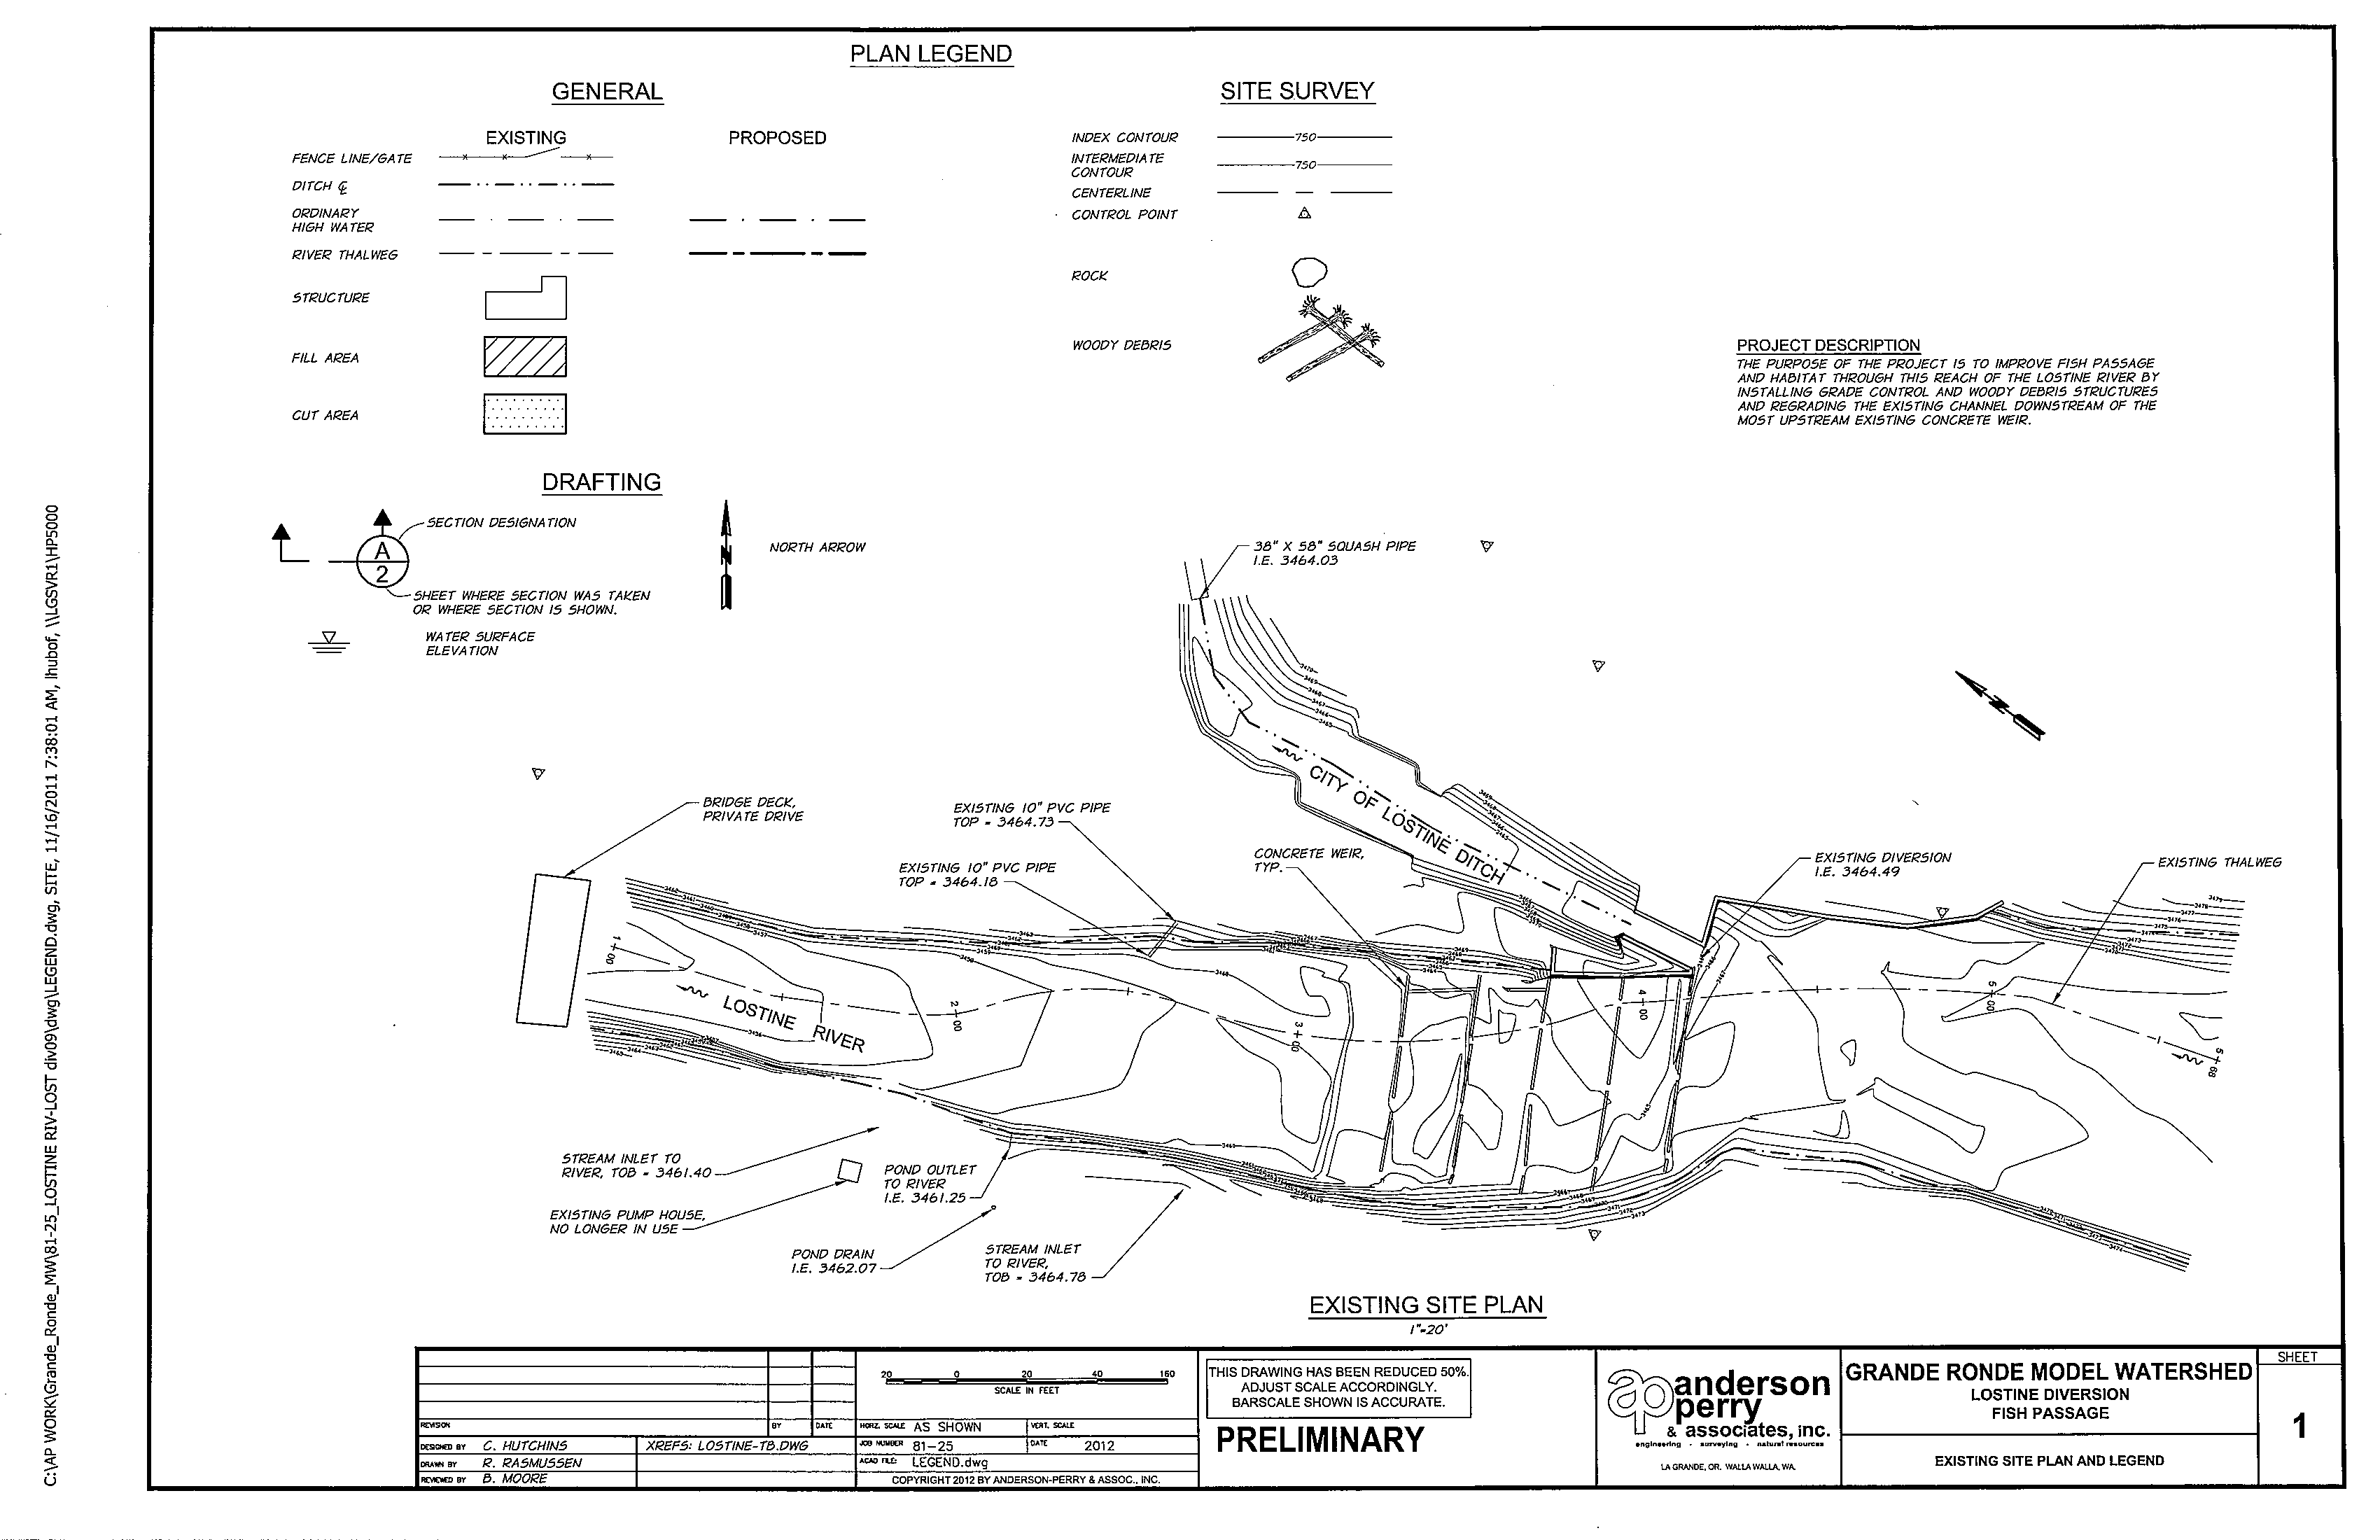 PLAN LEGEND
GENERAL
EXISTING
PROPOSED
FENCE LINE/GATE
DITCH ℄
ORDINARY
HIGH WATER
RIVER THALWEG
STRUCTURE
FILL AREA
CUT AREA
SITE SURVEY
INDEX CONTOUR
750
INTERMEDIATE
CONTOUR
750
CENTERLINE
CONTROL POINT
ROCK
WOODY DEBRIS
PROJECT DESCRIPTION
THE PURPOSE OF THE PROJECT IS TO IMPROVE FISH PASSAGE
AND HABITAT THROUGH THIS REACH OF THE LOSTINE RIVER BY
INSTALLING GRADE CONTROL AND WOODY DEBRIS STRUCTURES
AND REGRADING THE EXISTING CHANNEL DOWNSTREAM OF THE
MOST UPSTREAM EXISTING CONCRETE WEIR.
DRAFTING
A
2
SECTION DESIGNATION
SHEET WHERE SECTION WAS TAKEN
OR WHERE SECTION IS SHOWN.
WATER SURFACE
ELEVATION
N
NORTH ARROW
38" X 58" SQUASH PIPE
I.E. 3464.03
N
BRIDGE DECK,
PRIVATE DRIVE
EXISTING 10" PVC PIPE
TOP = 3464.73
EXISTING 10" PVC PIPE
TOP = 3464.18
CONCRETE WEIR,
TYP.
CITY OF LOSTINE DITCH
EXISTING DIVERSION
I.E. 3464.49
EXISTING THALWEG
1+00
2+00
3+00
4+00
5+00
5+68
LOSTINE RIVER
STREAM INLET TO
RIVER, TOB = 3461.40
POND OUTLET
TO RIVER
I.E. 3461.25
EXISTING PUMP HOUSE,
NO LONGER IN USE
POND DRAIN
I.E. 3462.07
STREAM INLET
TO RIVER,
TOB = 3464.78
EXISTING SITE PLAN
1"=20'
REVISION
BY
DATE
DESIGNED BY C. HUTCHINS
XREFS: LOSTINE-TB.DWG
DRAWN BY R. RASMUSSEN
REVIEWED BY B. MOORE
20 0 20 40 160
SCALE IN FEET
HORZ. SCALE AS SHOWN
VERT. SCALE
JOB NUMBER 81-25
DATE 2012
ACAD FILE: LEGEND.dwg
COPYRIGHT 2012 BY ANDERSON-PERRY & ASSOC., INC.
THIS DRAWING HAS BEEN REDUCED 50%.
ADJUST SCALE ACCORDINGLY.
BARSCALE SHOWN IS ACCURATE.
PRELIMINARY
ap
anderson
perry
& associates, inc.
engineering · surveying · natural resources
LA GRANDE, OR. WALLA WALLA, WA.
GRANDE RONDE MODEL WATERSHED
LOSTINE DIVERSION
FISH PASSAGE
EXISTING SITE PLAN AND LEGEND
SHEET
1
C:\AP WORK\Grande_Ronde_MW\81-25_LOSTINE RIV-LOST div09\dwg\LEGEND.dwg, SITE, 11/16/2011 7:38:01 AM, lhubof, \\LGSVR1\HP5000